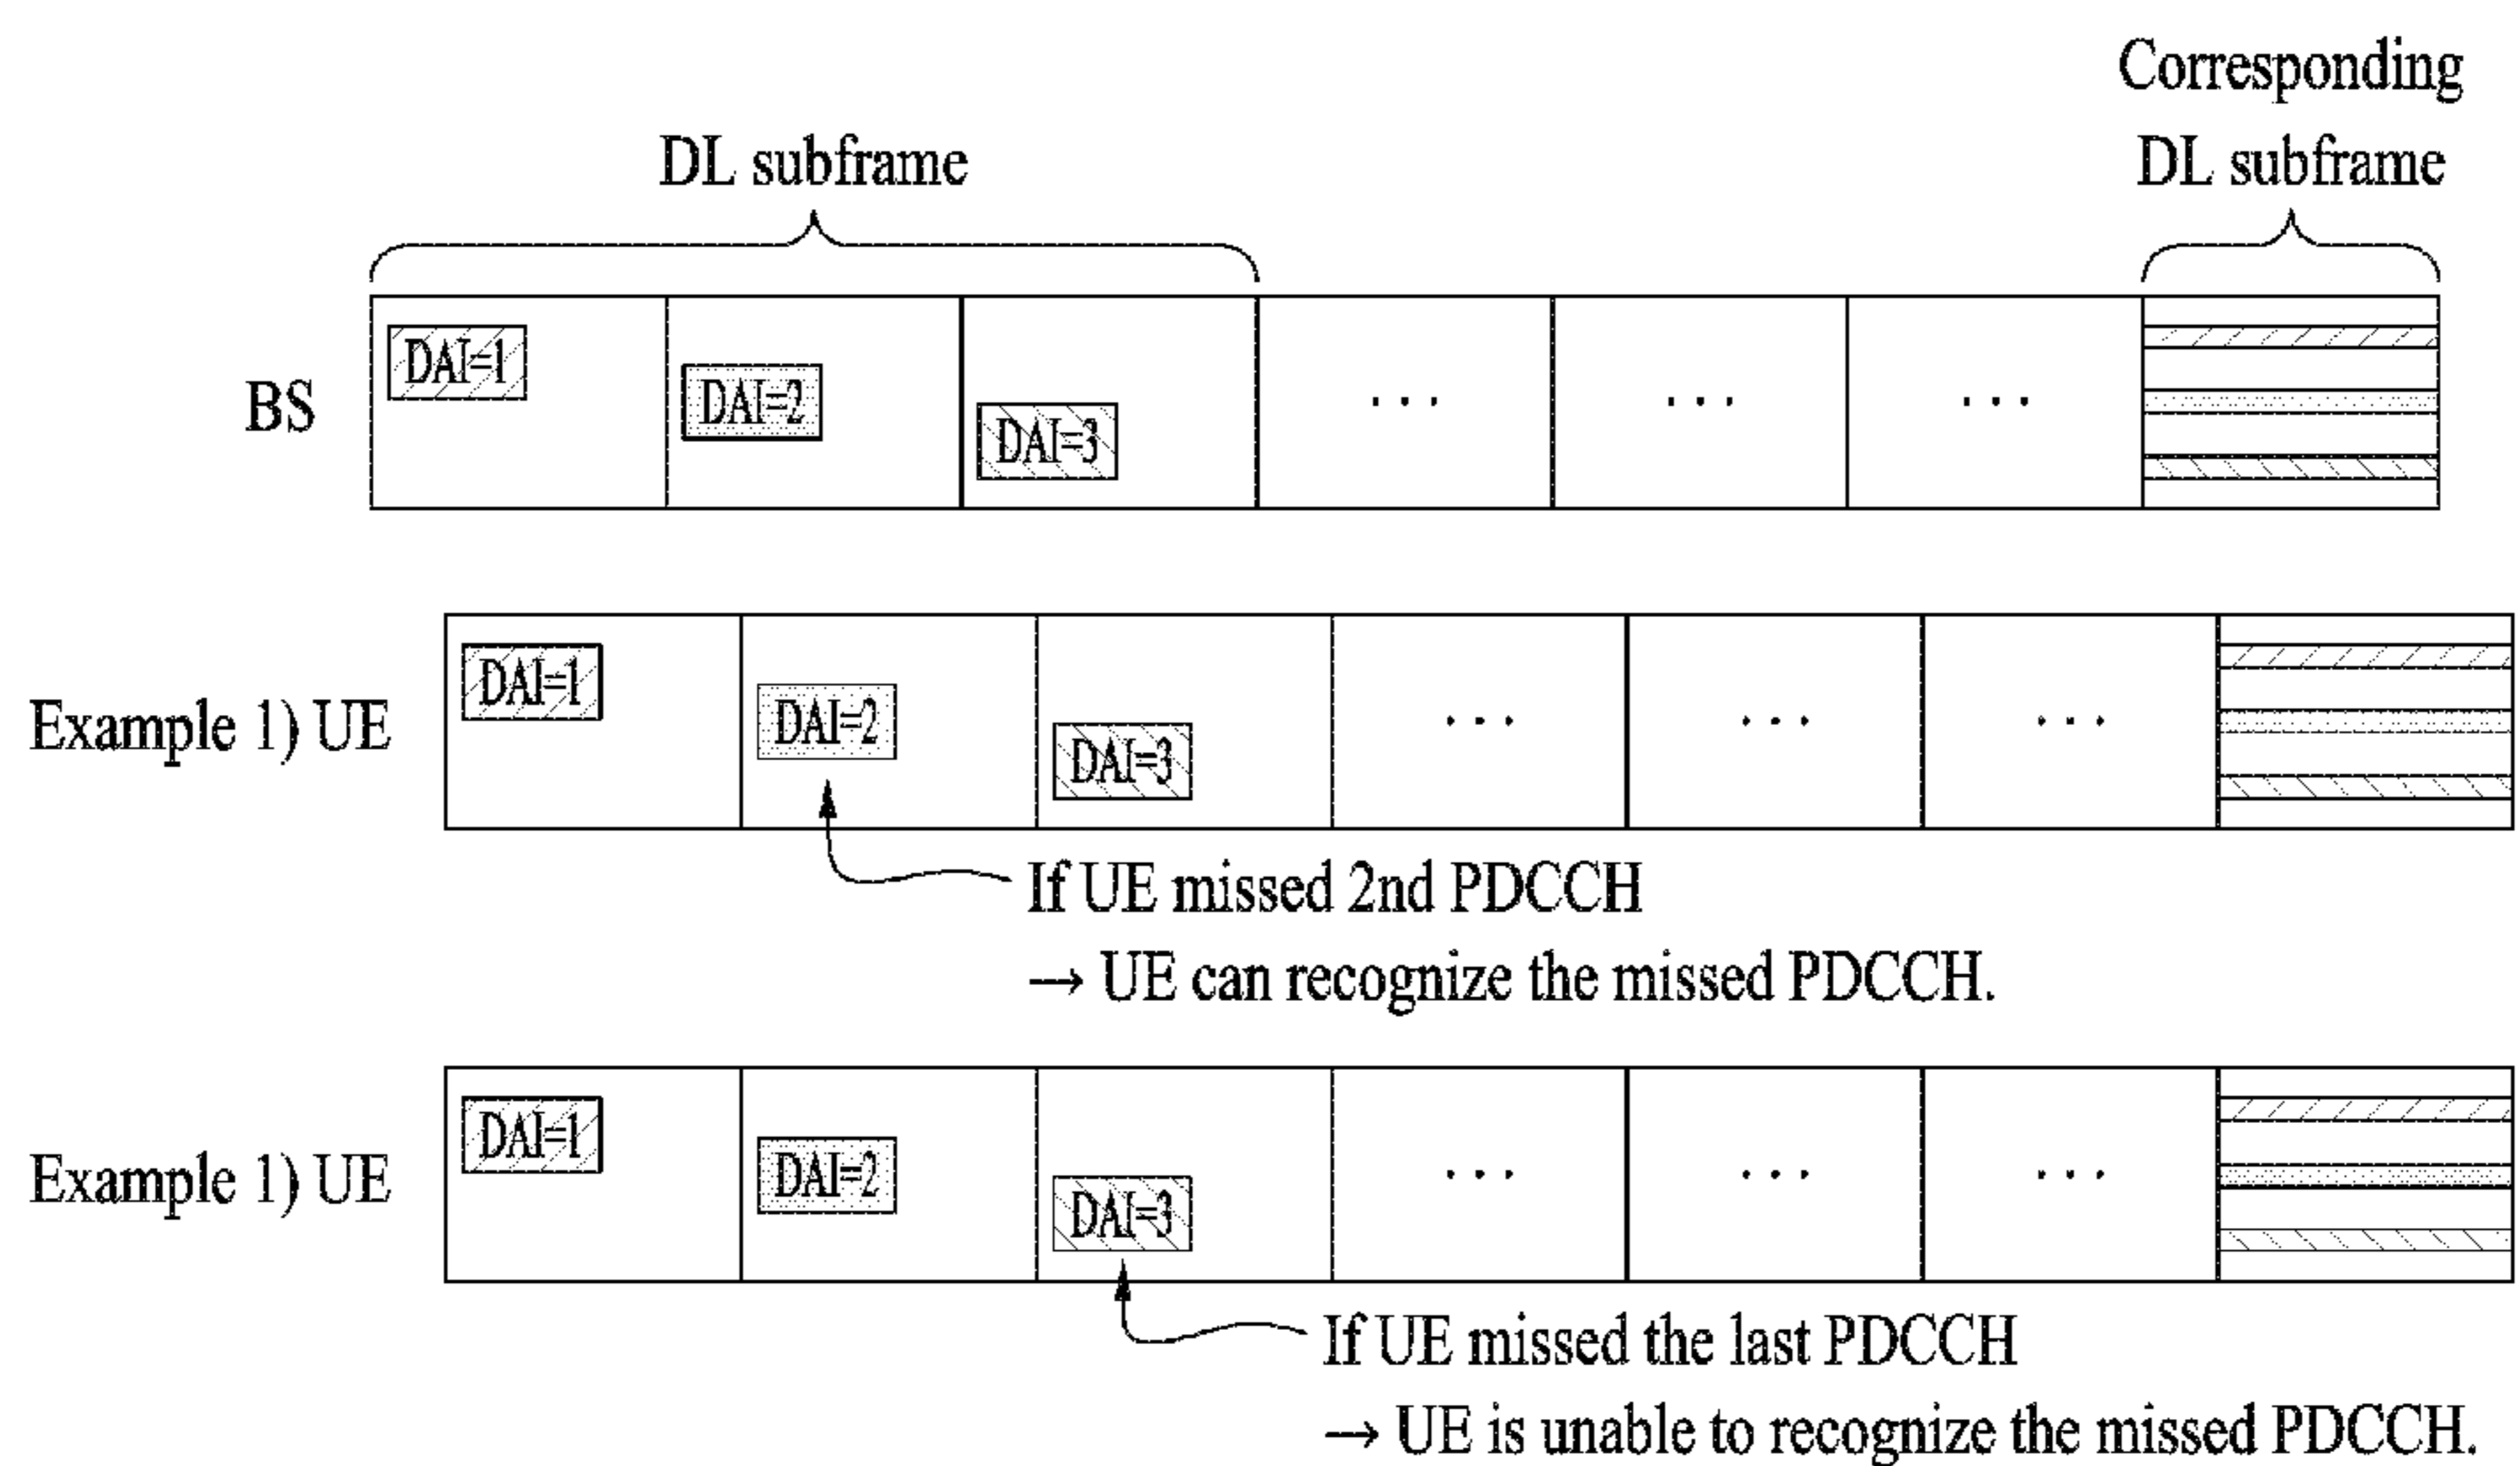 Corresponding
DL subframe
DL subframe
BS
DAI=1
DAI=2
DAI=3
...
...
...
Example 1) UE
DAI=1
DAI=2
DAI=3
...
...
...
If UE missed 2nd PDCCH
→ UE can recognize the missed PDCCH.
Example 1) UE
DAI=1
DAI=2
DAI=3
...
...
...
If UE missed the last PDCCH
→ UE is unable to recognize the missed PDCCH.